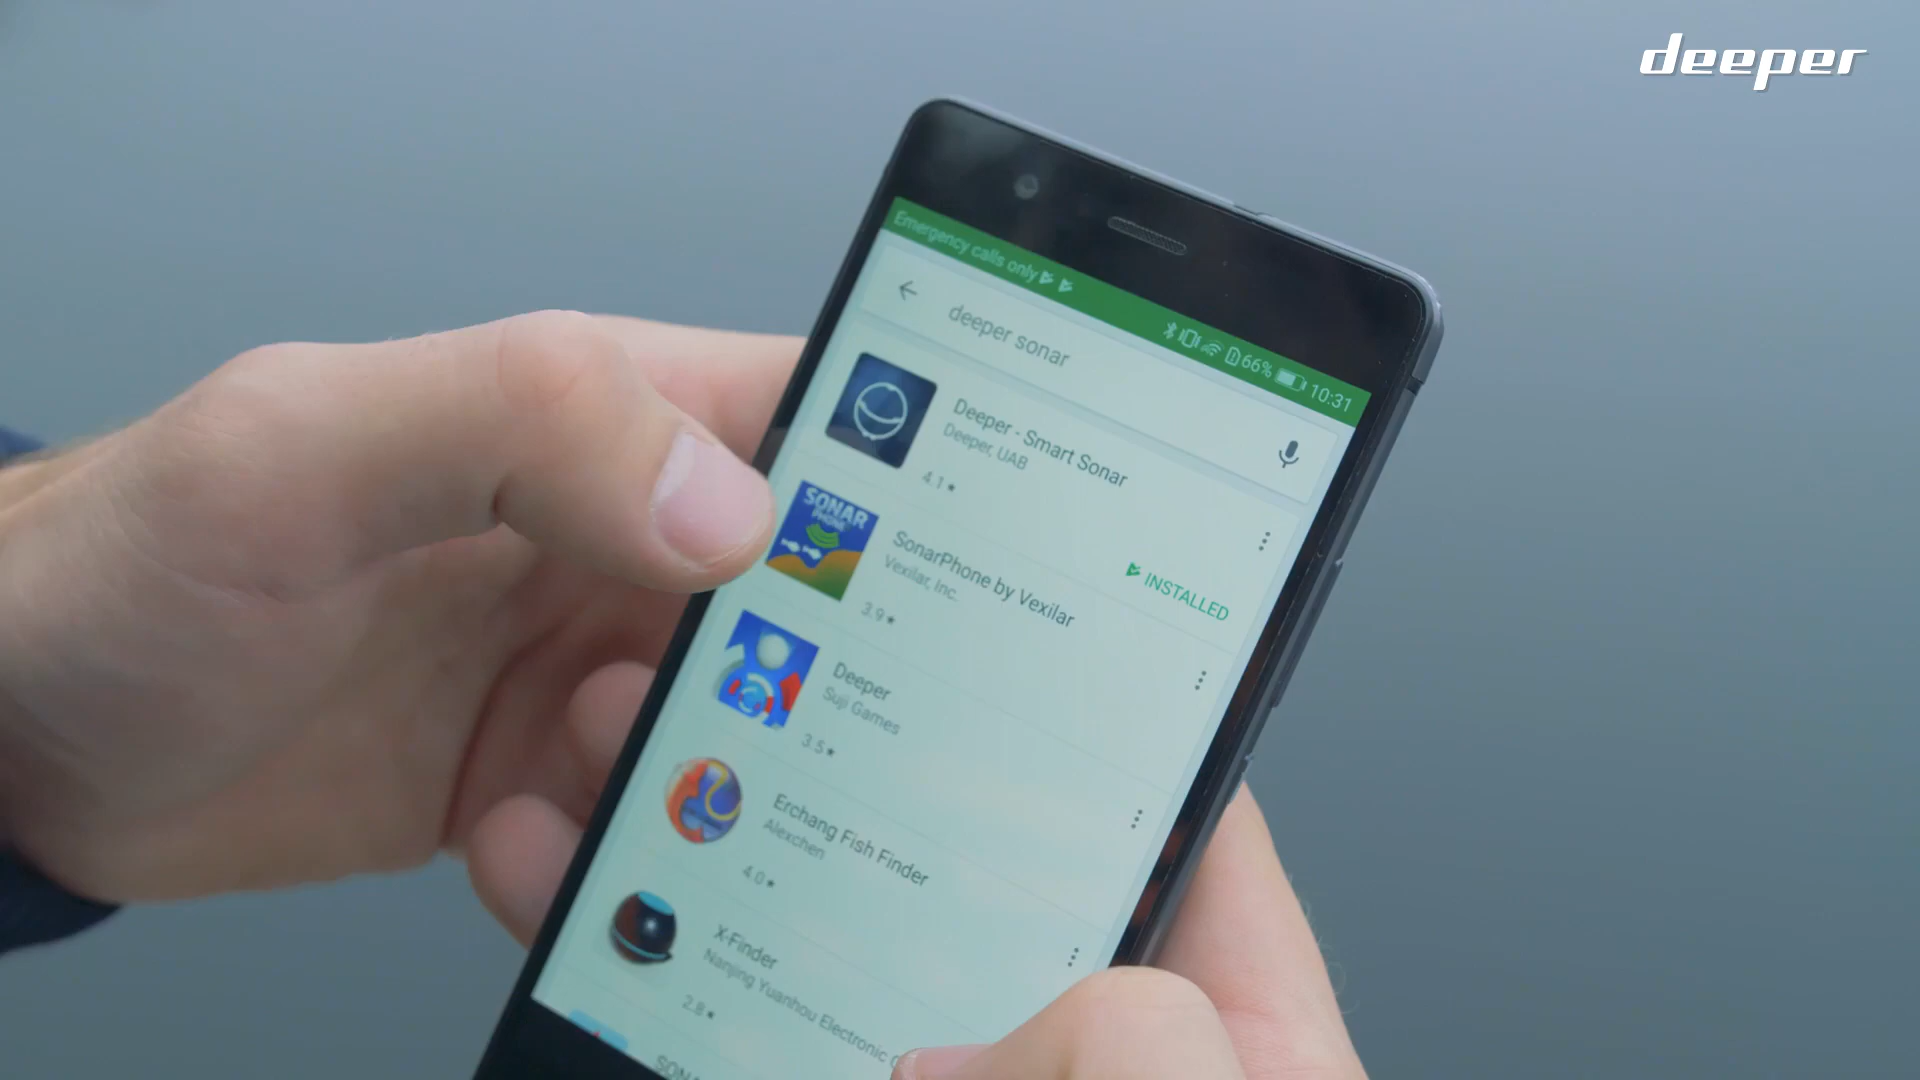 deeper
Emergency calls only
66% 10:31
deeper sonar
Deeper - Smart Sonar
Deeper, UAB
4.1
INSTALLED
SONAR
PHONE
SonarPhone by Vexilar
Vexilar, Inc.
3.9
Deeper
Suji Games
3.5
Erchang Fish Finder
Alexchen
4.0
X-Finder
Nanjing Yuanhou Electronic
2.8